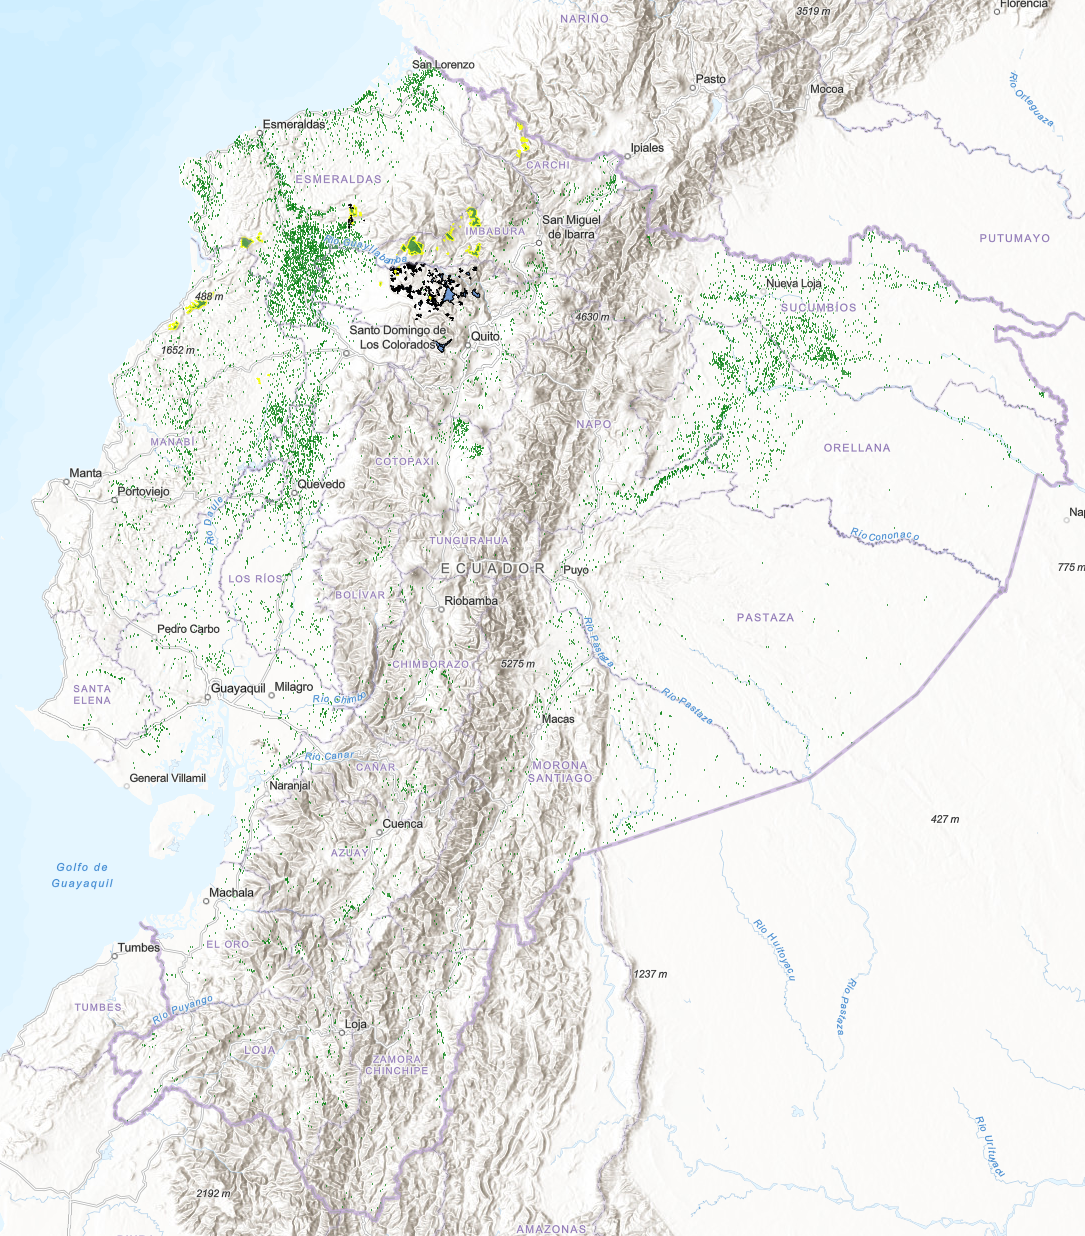 Florencia
3519 m
NARIÑO
San Lorenzo
Pasto
Mocoa
Río Orteguaza
Esmeraldas
Ipiales
CARCHI
ESMERALDAS
San Miguel
de Ibarra
IMBABURA
PUTUMAYO
Río Guayllabamba
Nueva Loja
488 m
SUCUMBÍOS
4630 m
Santo Domingo de
Los Colorados
Quito
1652 m
NAPO
MANABÍ
ORELLANA
COTOPAXI
Manta
Quevedo
Portoviejo
Río Daule
Nap
Río Cononaco
TUNGURAHUA
ECUADOR
Puyo
775 m
LOS RÍOS
BOLÍVAR
Riobamba
PASTAZA
Pedro Carbo
Río Pastaza
CHIMBORAZO
5275 m
SANTA
ELENA
Guayaquil
Milagro
Río Chimbo
Río Pastaza
Macas
Río Cañar
CAÑAR
MORONA
SANTIAGO
General Villamil
Naranjal
Cuenca
427 m
AZUAY
Golfo de
Guayaquil
Machala
EL ORO
Tumbes
Río Huitoyacu
1237 m
Río Pastaza
TUMBES
Río Puyango
Loja
LOJA
ZAMORA
CHINCHIPE
Río Urituyacu
2192 m
AMAZONAS